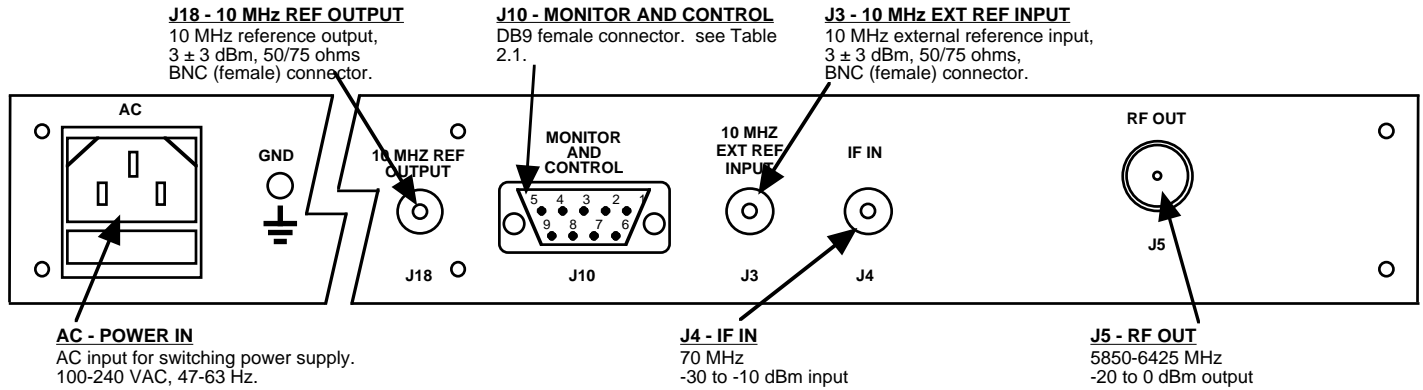 J18 - 10 MHz REF OUTPUT
10 MHz reference output,
3 ± 3 dBm, 50/75 ohms
BNC (female) connector.
J10 - MONITOR AND CONTROL
DB9 female connector. see Table
2.1.
J3 - 10 MHz EXT REF INPUT
10 MHz external reference input,
3 ± 3 dBm, 50/75 ohms,
BNC (female) connector.
AC
GND
10 MHZ REF
OUTPUT
J18
MONITOR
AND
CONTROL
5 4 3 2 1
9 8 7 6
J10
10 MHZ
EXT REF
INPUT
J3
IF IN
J4
RF OUT
J5
AC - POWER IN
AC input for switching power supply.
100-240 VAC, 47-63 Hz.
J4 - IF IN
70 MHz
-30 to -10 dBm input
J5 - RF OUT
5850-6425 MHz
-20 to 0 dBm output